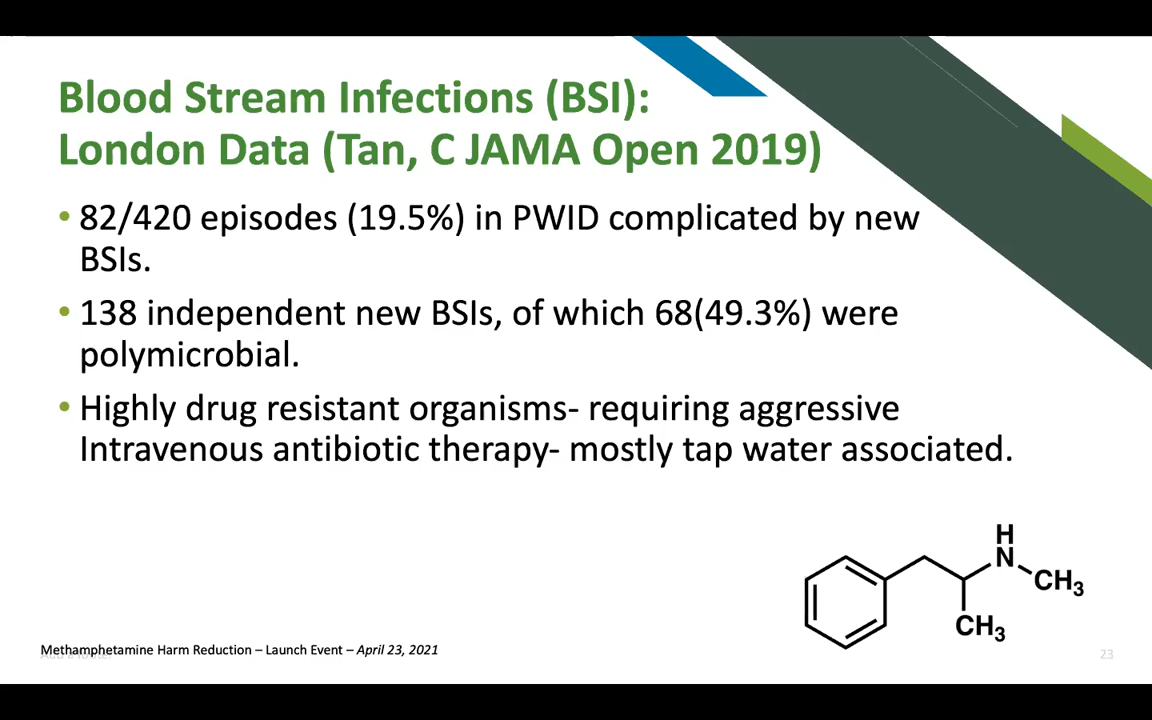 Blood Stream Infections (BSI):
London Data (Tan, C JAMA Open 2019)
• 82/420 episodes (19.5%) in PWID complicated by new
BSIs.
• 138 independent new BSIs, of which 68(49.3%) were
polymicrobial.
• Highly drug resistant organisms- requiring aggressive
Intravenous antibiotic therapy- mostly tap water associated.
H
N
CH3
CH3
Methamphetamine Harm Reduction – Launch Event – April 23, 2021
23